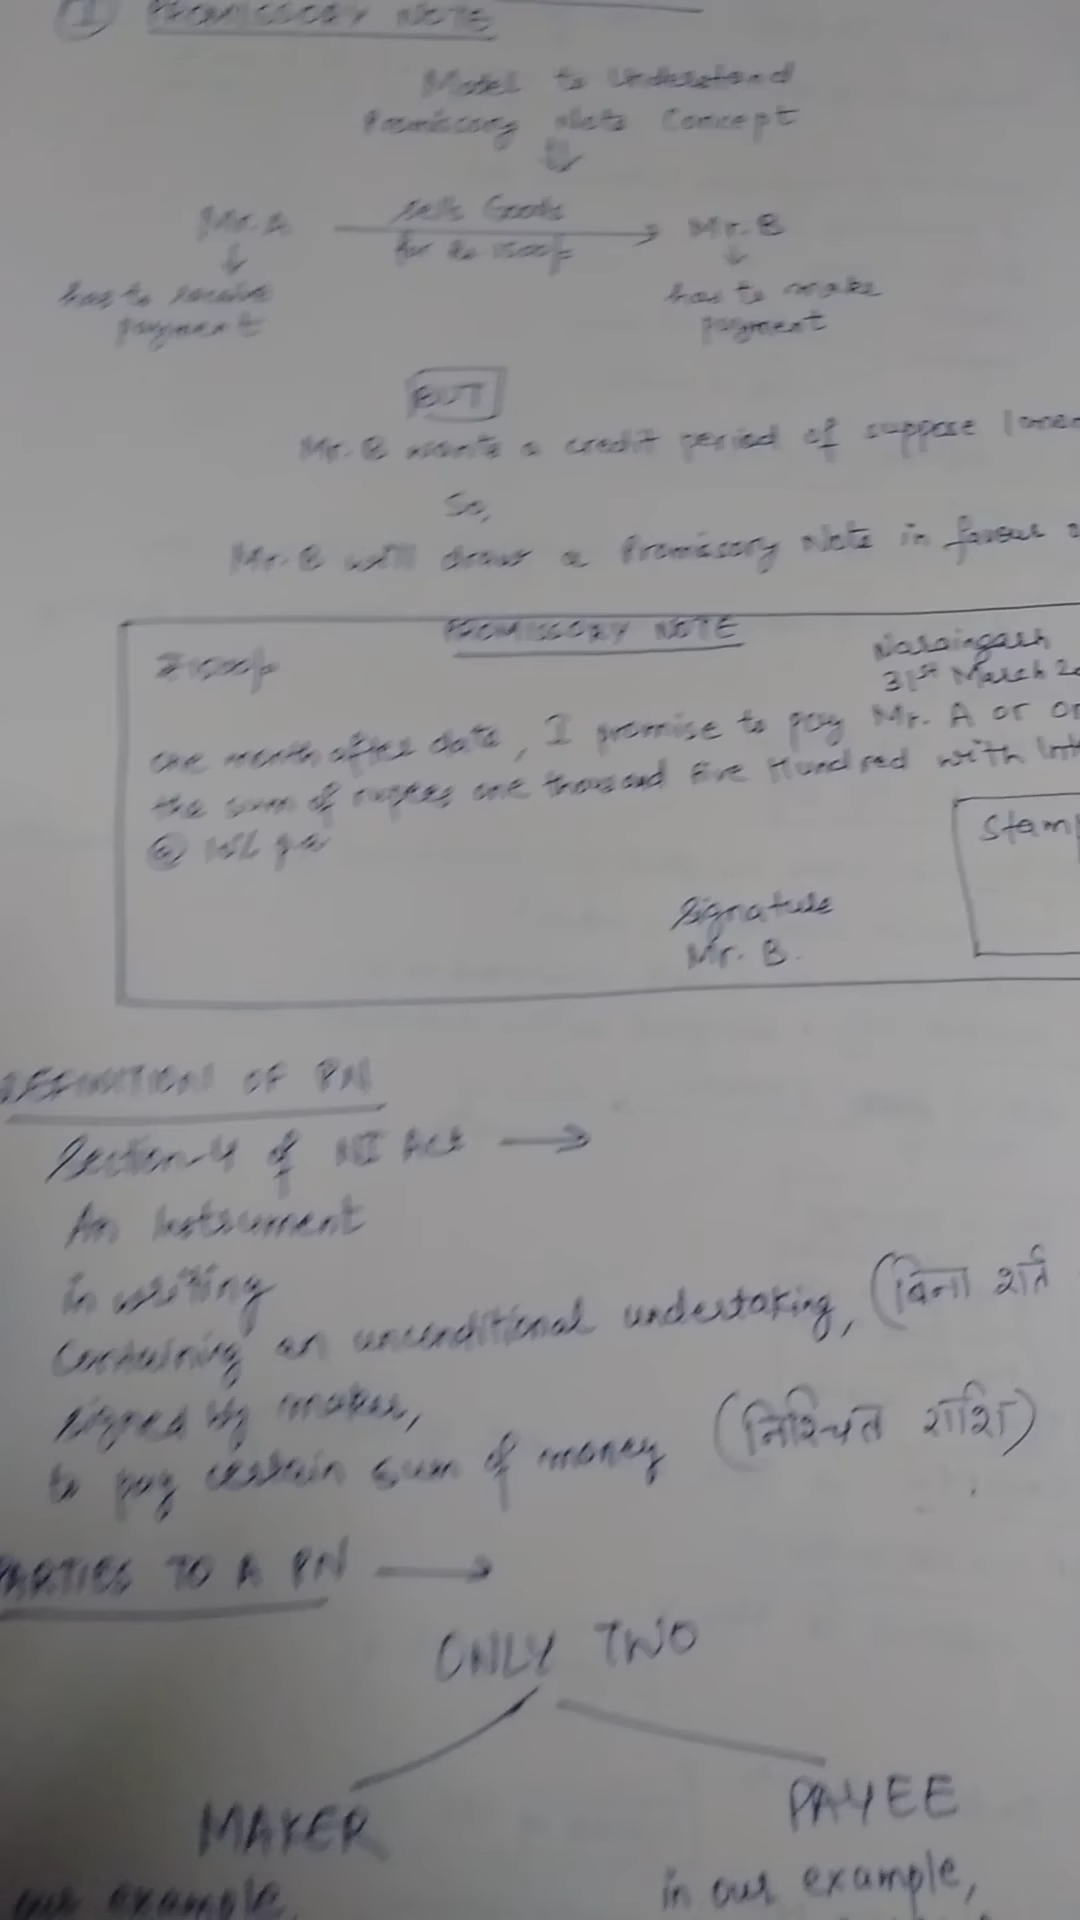 ① PROMISSORY NOTE
Model to Understand
Promissory Note Concept
Mr. A
sells Goods
for Rs 1500/-
Mr. B
has to receive
payment
has to make
payment
BUT
Mr. B wants a credit period of suppose
So,
Mr. B will draw a Promissory Note in favour
PROMISSORY NOTE
₹1500/-
Naraingarh
31st March
one month after date, I promise to pay Mr. A or
the sum of rupees one thousand Five Hundred with
@
Stamp
Signature
Mr. B.
DEFINITION OF PN
Section-4 of NI Act
An Instrument
in writing
containing an unconditional undertaking, (बिना शर्त
signed by maker,
to pay certain sum of money (निश्चित राशि)
PARTIES TO A PN
ONLY TWO
MAKER
PAYEE
our example,
in our example,